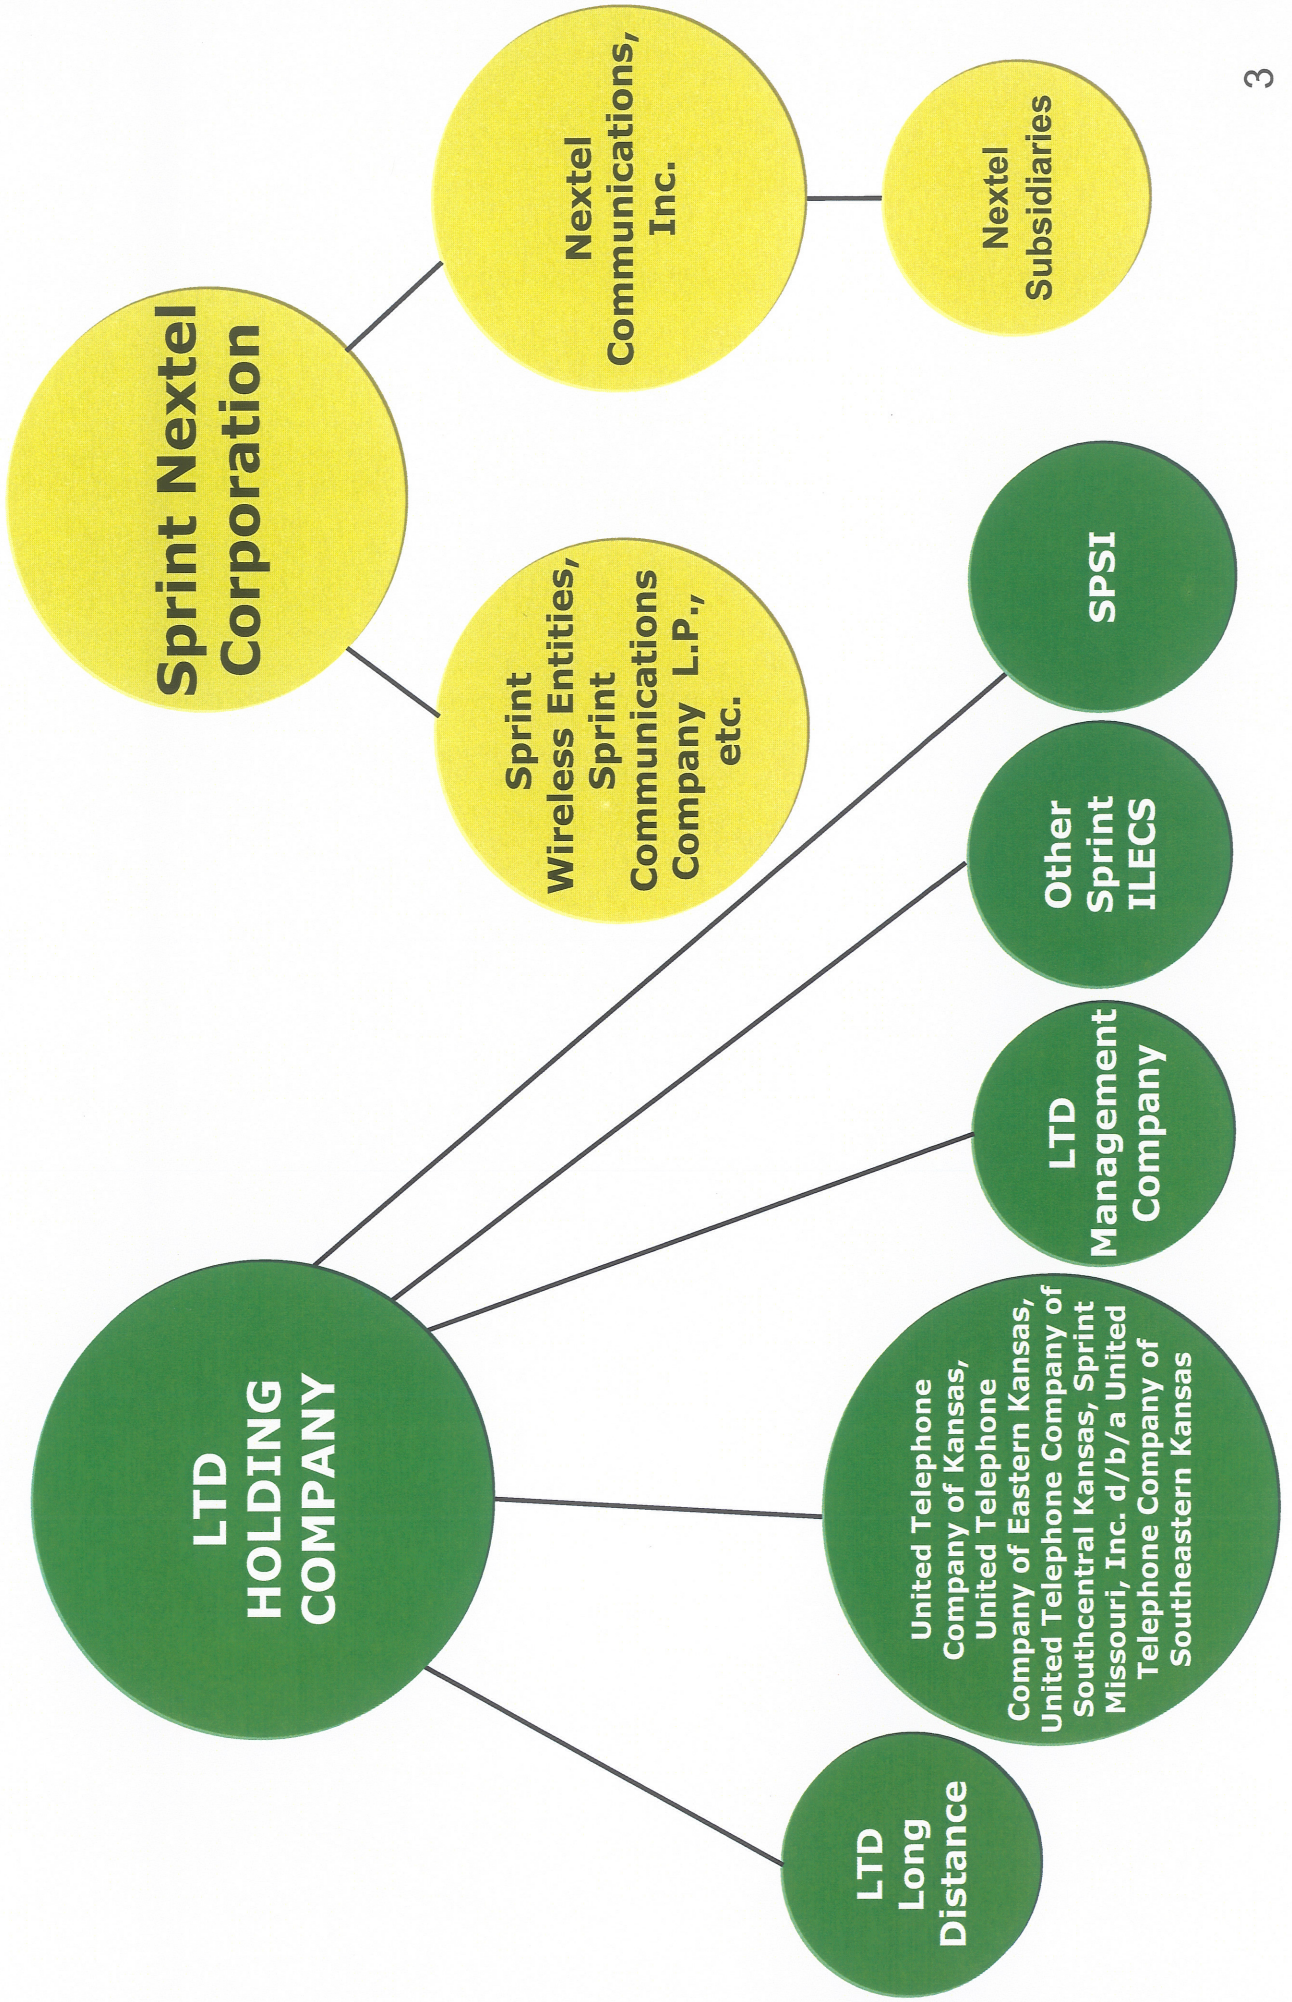 LTD
HOLDING
COMPANY
Sprint Nextel
Corporation
Sprint
Wireless Entities,
Sprint
Communications
Company L.P.,
etc.
Nextel
Communications,
Inc.
Nextel
Subsidiaries
LTD
Long
Distance
United Telephone
Company of Kansas,
United Telephone
Company of Eastern Kansas,
United Telephone Company of
Southcentral Kansas, Sprint
Missouri, Inc. d/b/a United
Telephone Company of
Southeastern Kansas
LTD
Management
Company
Other
Sprint
ILECS
SPSI
3